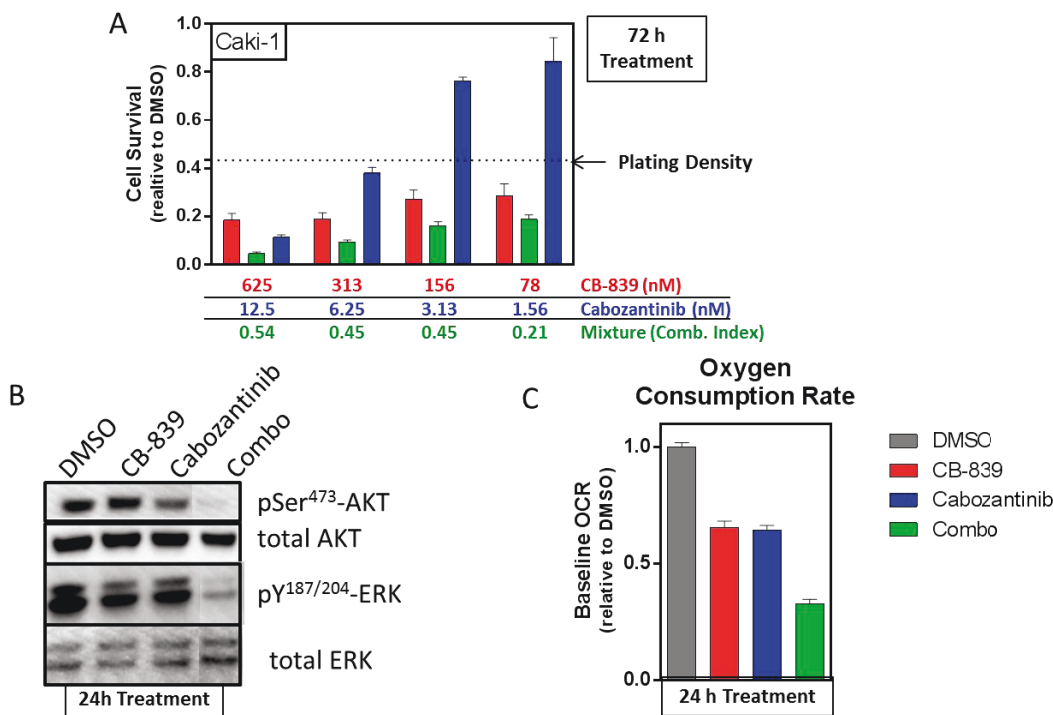 A
Caki-1
72 h
Treatment
1.0
0.8
0.6
0.4
0.2
0.0
Cell Survival
(realtive to DMSO)
Plating Density
625 313 156 78 CB-839 (nM)
12.5 6.25 3.13 1.56 Cabozantinib (nM)
0.54 0.45 0.45 0.21 Mixture (Comb. Index)
B
DMSO
CB-839
Cabozantinib
Combo
pSer473-AKT
total AKT
pY187/204-ERK
total ERK
24h Treatment
C
Oxygen
Consumption Rate
1.0
0.5
0.0
Baseline OCR
(relative to DMSO)
24 h Treatment
DMSO
CB-839
Cabozantinib
Combo